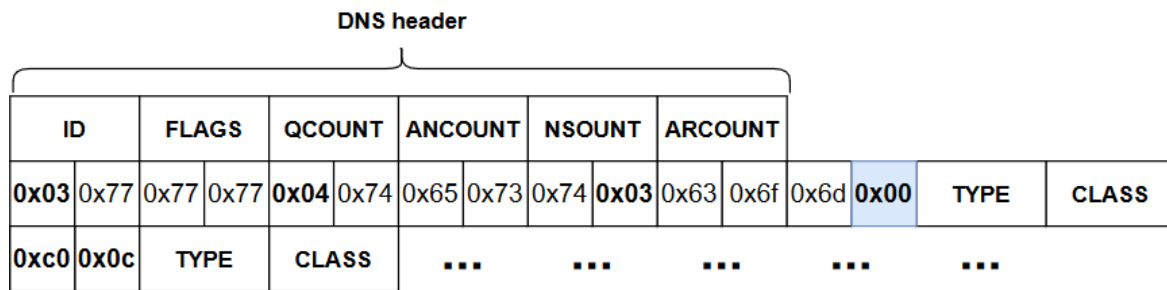 DNS header
ID FLAGS QCOUNT ANCOUNT NSOUNT ARCOUNT
0x03 0x77 0x77 0x77 0x04 0x74 0x65 0x73 0x74 0x03 0x63 0x6f 0x6d 0x00 TYPE CLASS
0xc0 0x0c TYPE CLASS ... ... ... ... ...